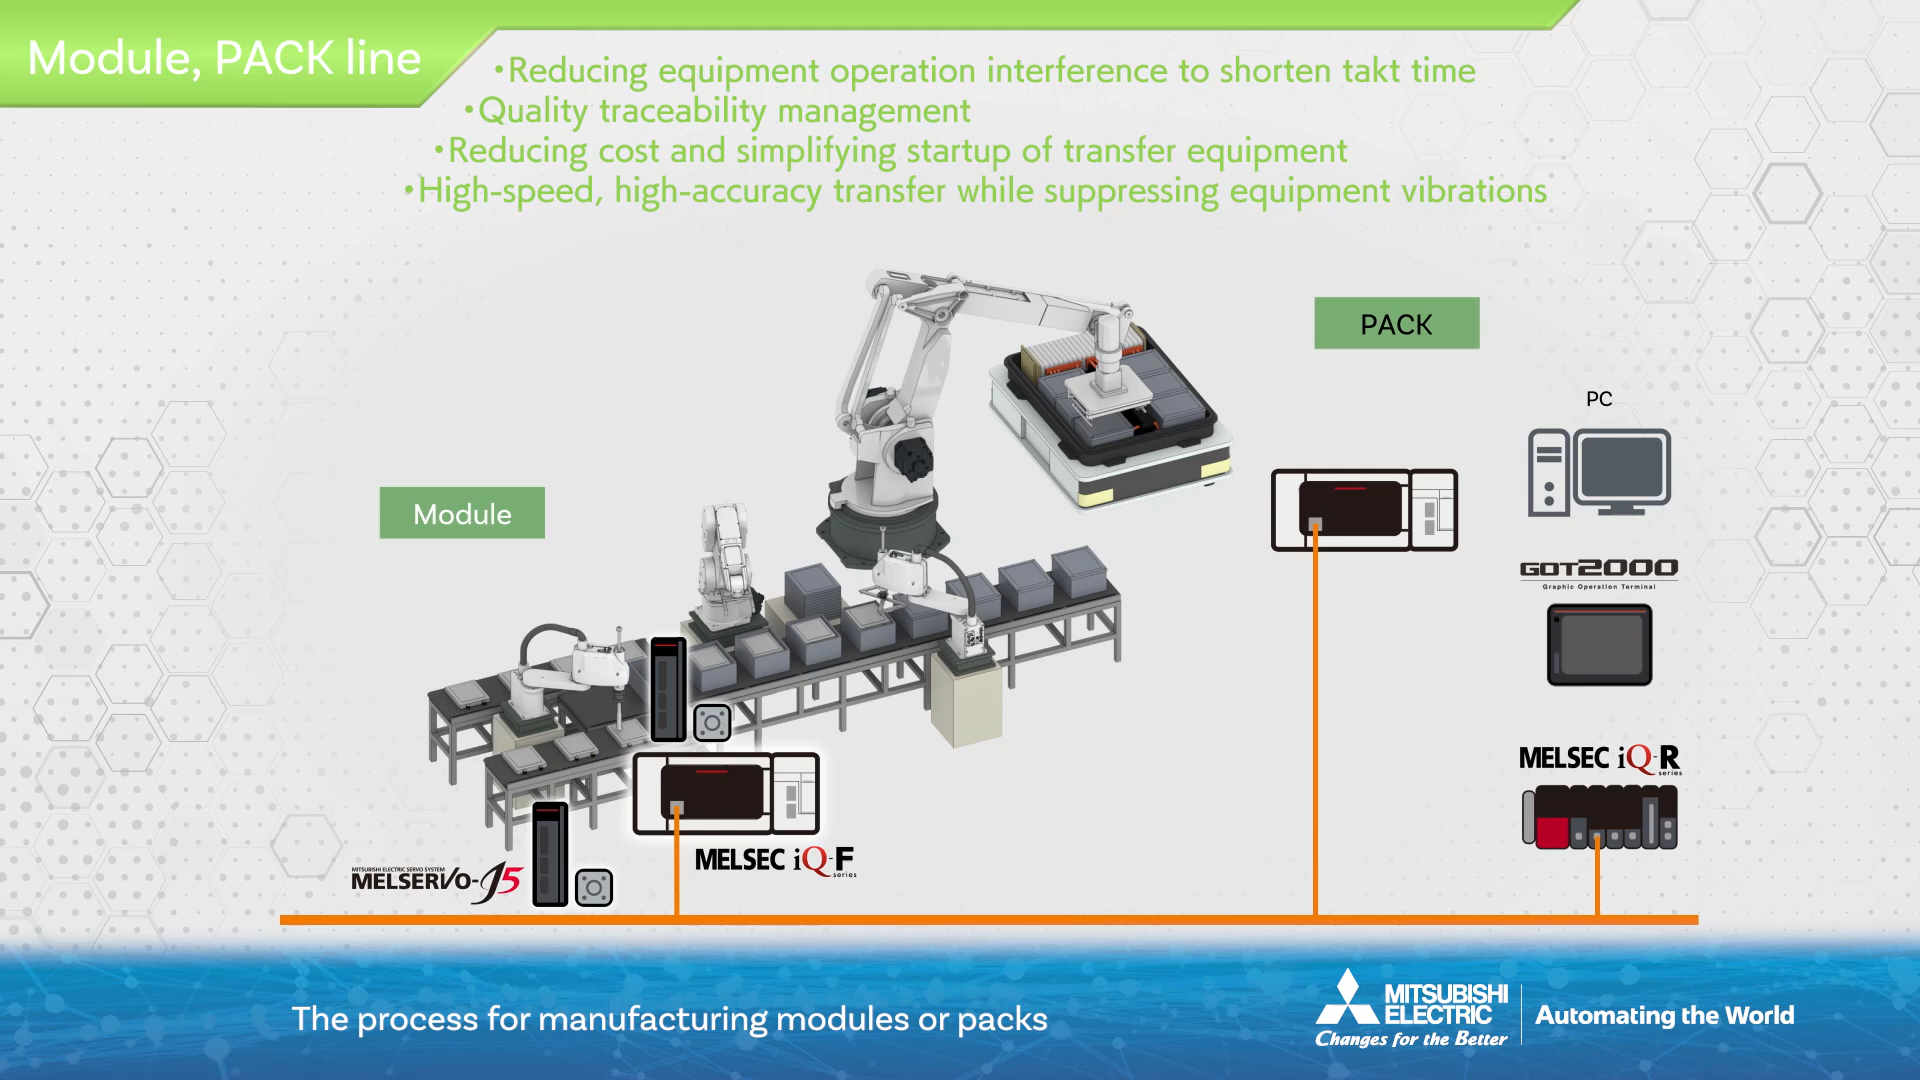 Module, PACK line
•Reducing equipment operation interference to shorten takt time
•Quality traceability management
•Reducing cost and simplifying startup of transfer equipment
•High-speed, high-accuracy transfer while suppressing equipment vibrations
PACK
PC
Module
GOT2000
Graphic Operation Terminal
MELSEC iQ-R
series
MELSEC iQ-F
series
MITSUBISHI ELECTRIC SERVO SYSTEM
MELSERVO-J5
The process for manufacturing modules or packs
MITSUBISHI
ELECTRIC
Changes for the Better
Automating the World